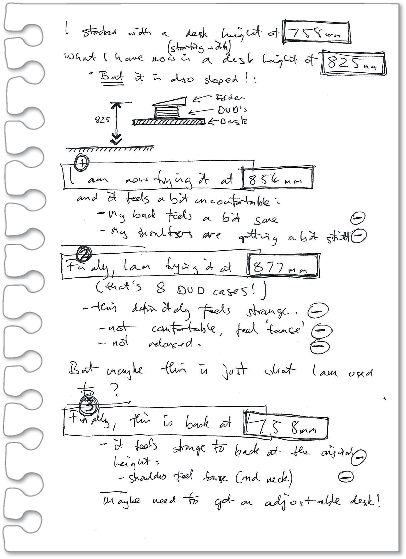 I started with a desk height of 758mm
(starting with)
What I have now is a desk height of 825mm
* But it is also sloped!:
Folder
DVD's
Desk
825
1
I am now trying it at 856mm
and it feels a bit uncomfortable:
- my back feels a bit sore
- my shoulders are getting a bit stiff
2
Finally, I am trying it at 877mm
(that's 8 DVD cases!)
- this definitely feels strange.
- not comfortable, feel tense
- not relaxed.
But maybe this is just what I am used
to ?
3
Finally, this is back at 758mm
- it feels strange to back at the original
height:
- shoulders feel tense (and neck)
maybe need to get an adjustable desk!